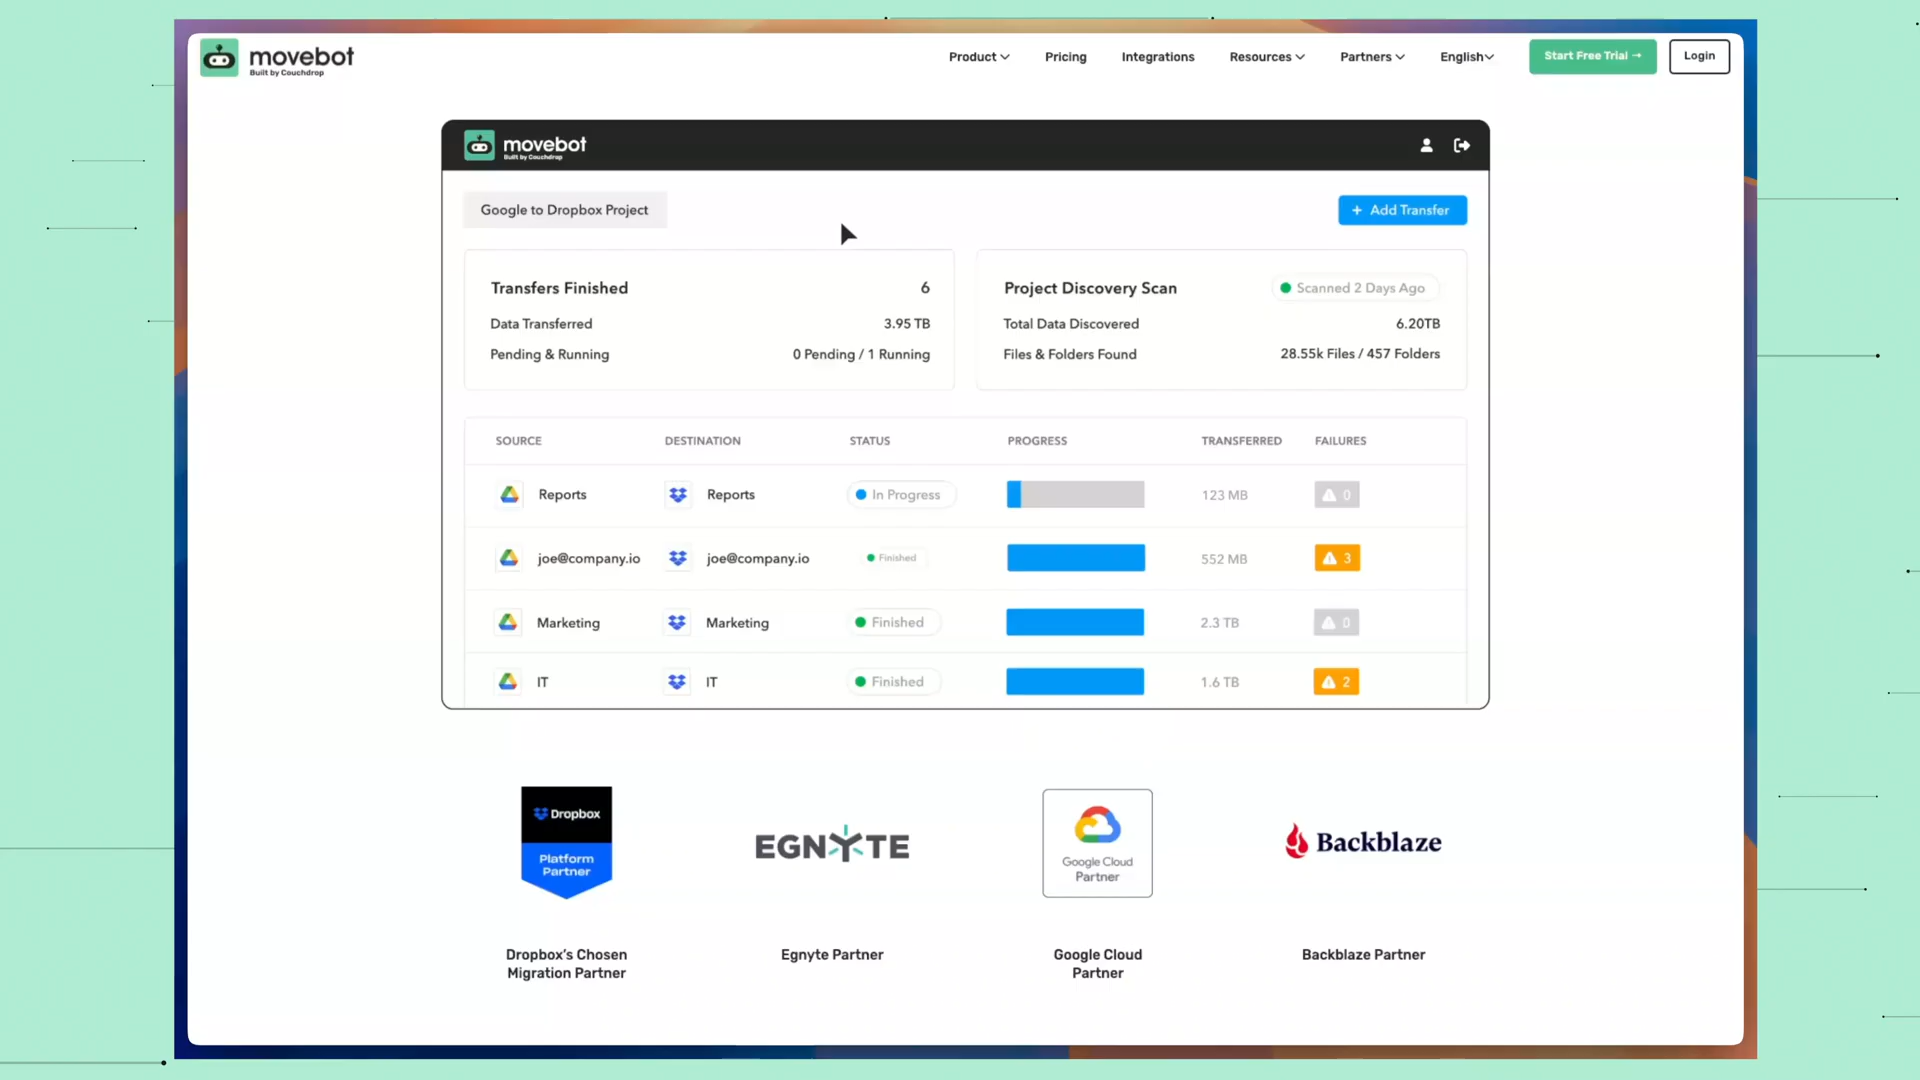 movebot
Built by Couchdrop
Product
Pricing
Integrations
Resources
Partners
English
Start Free Trial →
Login
movebot
Built by Couchdrop
Google to Dropbox Project
+ Add Transfer
Transfers Finished 6
Data Transferred 3.95 TB
Pending & Running 0 Pending / 1 Running
Project Discovery Scan Scanned 2 Days Ago
Total Data Discovered 6.20TB
Files & Folders Found 28.55k Files / 457 Folders
SOURCE DESTINATION STATUS PROGRESS TRANSFERRED FAILURES
Reports Reports In Progress 123 MB 0
joe@company.io joe@company.io Finished 552 MB 3
Marketing Marketing Finished 2.3 TB 0
IT IT Finished 1.6 TB 2
Dropbox
Platform
Partner
EGNYTE
Google Cloud
Partner
Backblaze
Dropbox’s Chosen
Migration Partner
Egnyte Partner
Google Cloud
Partner
Backblaze Partner